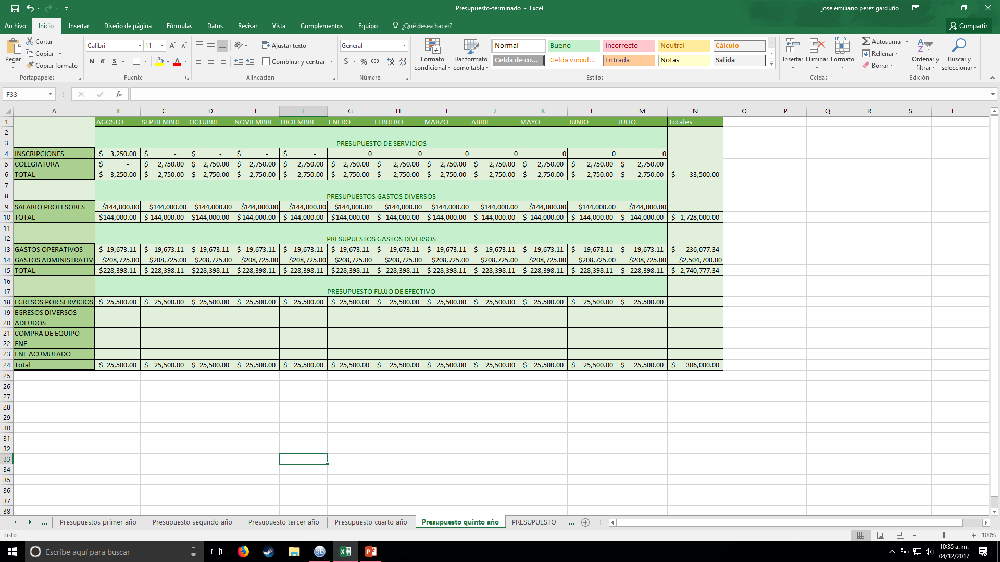 Presupuesto-terminado - Excel
josé emiliano pérez garduño
Archivo Inicio Insertar Diseño de página Fórmulas Datos Revisar Vista Complementos Equipo ¿Qué desea hacer? Compartir
Pegar
Cortar
Copiar
Copiar formato
Portapapeles
Calibri 11
N K S
Fuente
Ajustar texto
Combinar y centrar
Alineación
General
$ % 000
Número
Formato condicional
Dar formato como tabla
Normal Bueno Incorrecto Neutral Cálculo
Celda de co... Celda vincul... Entrada Notas Salida
Estilos
Insertar Eliminar Formato
Celdas
Autosuma
Rellenar
Borrar
Ordenar y filtrar
Buscar y seleccionar
Edición
F33 fx
A B C D E F G H I J K L M N O P Q R S T
1 AGOSTO SEPTIEMBRE OCTUBRE NOVIEMBRE DICIEMBRE ENERO FEBRERO MARZO ABRIL MAYO JUNIO JULIO Totales
2
3 PRESUPUESTO DE SERVICIOS
4 INSCRIPCIONES $ 3,250.00 $ - $ - $ - $ - 0 0 0 0 0 0 0
5 COLEGIATURA $ - $ 2,750.00 $ 2,750.00 $ 2,750.00 $ 2,750.00 $ 2,750.00 $ 2,750.00 $ 2,750.00 $ 2,750.00 $ 2,750.00 $ 2,750.00 $ 2,750.00
6 TOTAL $ 3,250.00 $ 2,750.00 $ 2,750.00 $ 2,750.00 $ 2,750.00 $ 2,750.00 $ 2,750.00 $ 2,750.00 $ 2,750.00 $ 2,750.00 $ 2,750.00 $ 2,750.00 $ 33,500.00
7
8 PRESUPUESTOS GASTOS DIVERSOS
9 SALARIO PROFESORES $144,000.00 $144,000.00 $144,000.00 $144,000.00 $144,000.00 $144,000.00 $144,000.00 $144,000.00 $144,000.00 $144,000.00 $144,000.00 $144,000.00
10 TOTAL $144,000.00 $ 144,000.00 $144,000.00 $ 144,000.00 $ 144,000.00 $144,000.00 $ 144,000.00 $ 144,000.00 $ 144,000.00 $ 144,000.00 $ 144,000.00 $ 144,000.00 $ 1,728,000.00
11
12 PRESUPUESTOS GASTOS DIVERSOS
13 GASTOS OPERATIVOS $ 19,673.11 $ 19,673.11 $ 19,673.11 $ 19,673.11 $ 19,673.11 $ 19,673.11 $ 19,673.11 $ 19,673.11 $ 19,673.11 $ 19,673.11 $ 19,673.11 $ 19,673.11 $ 236,077.34
14 GASTOS ADMINISTRATIV $208,725.00 $208,725.00 $208,725.00 $208,725.00 $208,725.00 $208,725.00 $208,725.00 $208,725.00 $208,725.00 $208,725.00 $208,725.00 $208,725.00 $2,504,700.00
15 TOTAL $228,398.11 $ 228,398.11 $228,398.11 $ 228,398.11 $ 228,398.11 $228,398.11 $ 228,398.11 $ 228,398.11 $ 228,398.11 $ 228,398.11 $ 228,398.11 $ 228,398.11 $ 2,740,777.34
16
17 PRESUPUESTO FLUJO DE EFECTIVO
18 EGRESOS POR SERVICIOS $ 25,500.00 $ 25,500.00 $ 25,500.00 $ 25,500.00 $ 25,500.00 $ 25,500.00 $ 25,500.00 $ 25,500.00 $ 25,500.00 $ 25,500.00 $ 25,500.00 $ 25,500.00
19 EGRESOS DIVERSOS
20 ADEUDOS
21 COMPRA DE EQUIPO
22 FNE
23 FNE ACUMULADO
24 Total $ 25,500.00 $ 25,500.00 $ 25,500.00 $ 25,500.00 $ 25,500.00 $ 25,500.00 $ 25,500.00 $ 25,500.00 $ 25,500.00 $ 25,500.00 $ 25,500.00 $ 25,500.00 $ 306,000.00
25
26
27
28
29
30
31
32
33
34
35
36
37
38
... Presupuestos primer año Presupuesto segundo año Presupuesto tercer año Presupuesto cuarto año Presupuesto quinto año PRESUPUESTO ...
Listo 100%
Escribe aquí para buscar
10:35 a. m.
04/12/2017